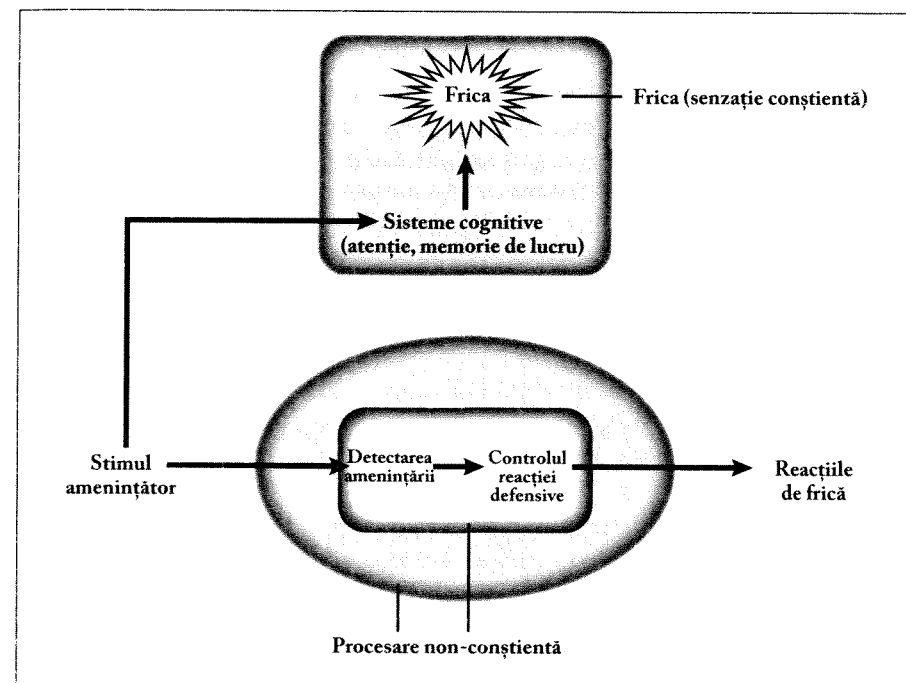 Frica
Frica (senzație conștientă)
Sisteme cognitive
(atenție, memorie de lucru)
Stimul
amenințător
Detectarea
amenințării
Controlul
reacției
defensive
Reacțiile
de frică
Procesare non-conștientă